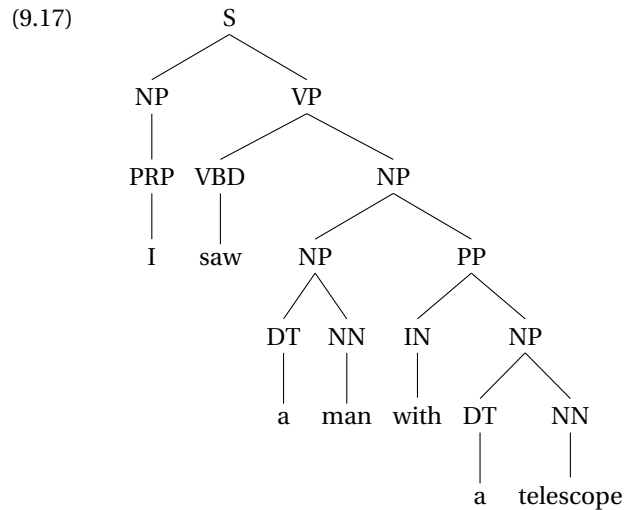 (9.17) S
NP VP
PRP VBD NP
I saw NP PP
DT NN IN NP
a man with DT NN
a telescope